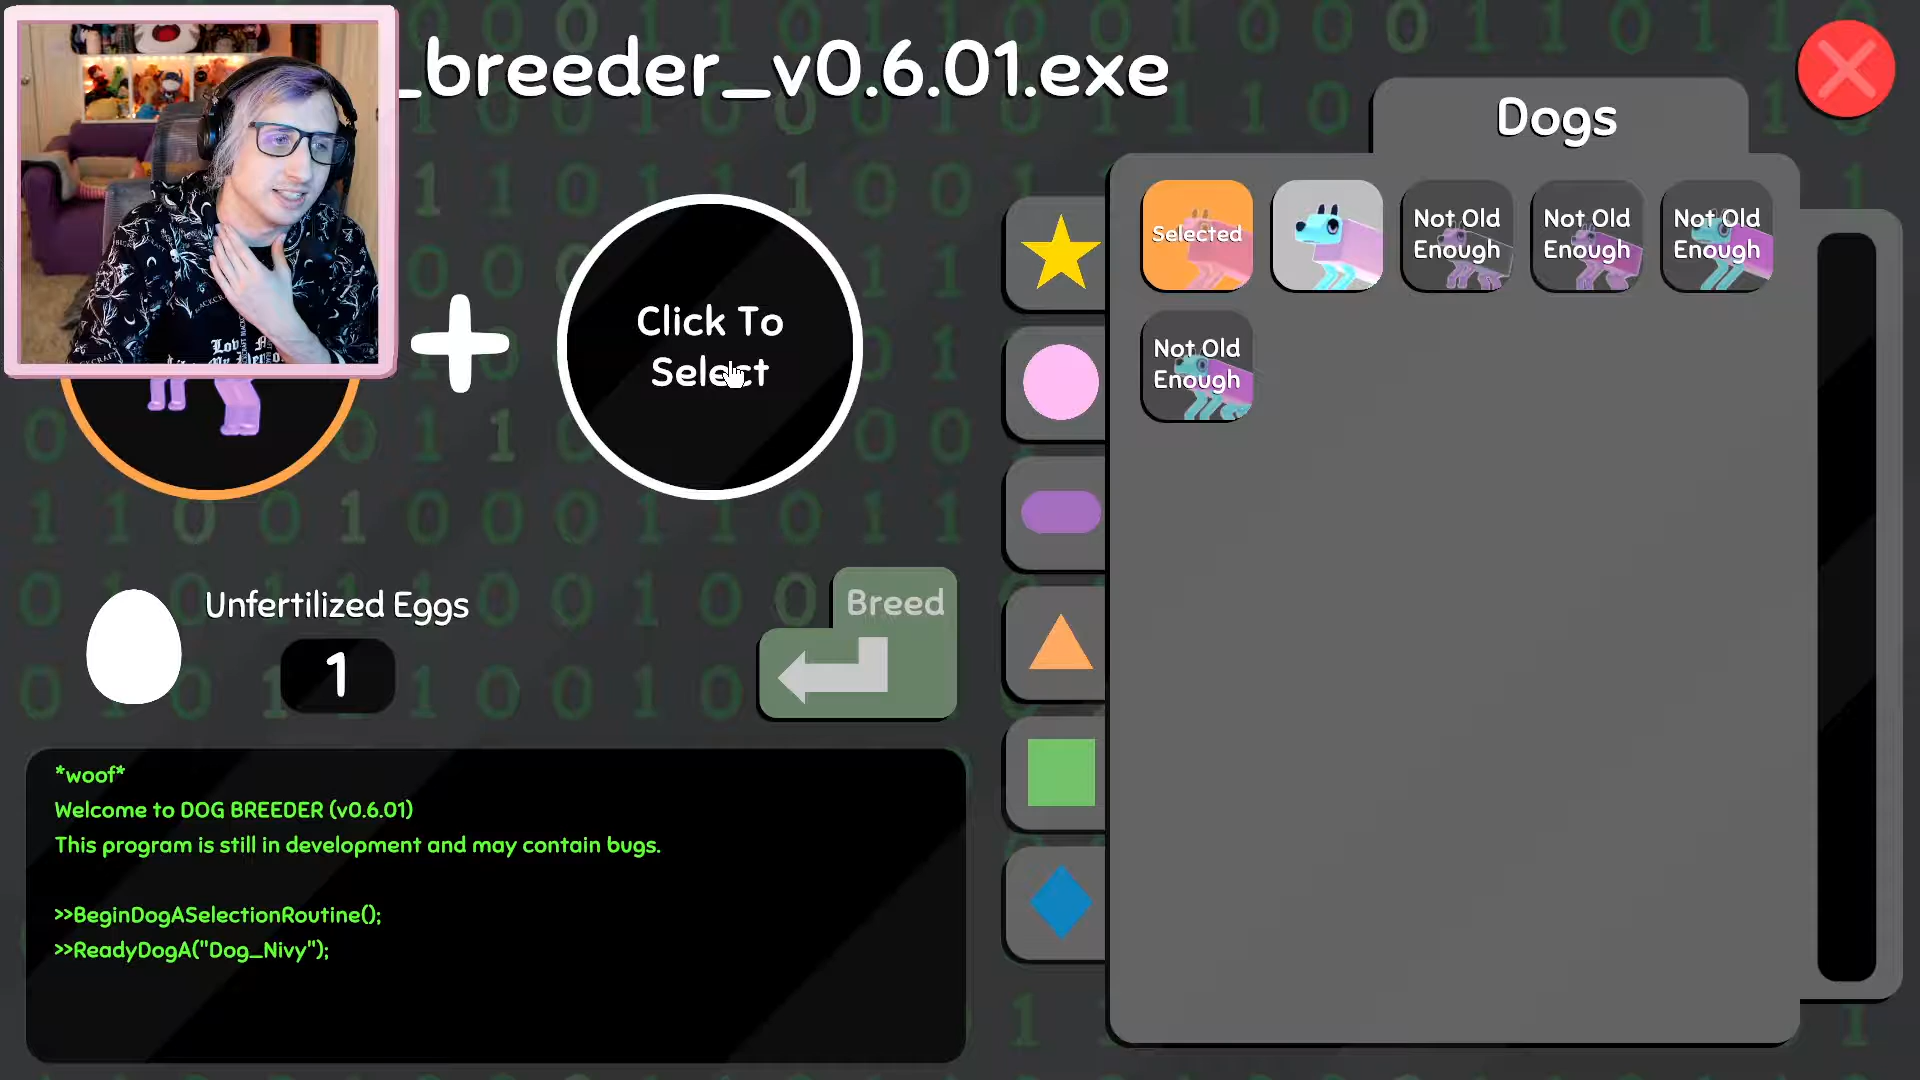 _breeder_v0.6.01.exe
Dogs
Selected
Not Old
Enough
Not Old
Enough
Not Old
Enough
Not Old
Enough
Click To
Select
Unfertilized Eggs
1
Breed
*woof*
Welcome to DOG BREEDER (v0.6.01)
This program is still in development and may contain bugs.
>>BeginDogASelectionRoutine();
>>ReadyDogA("Dog_Nivy");